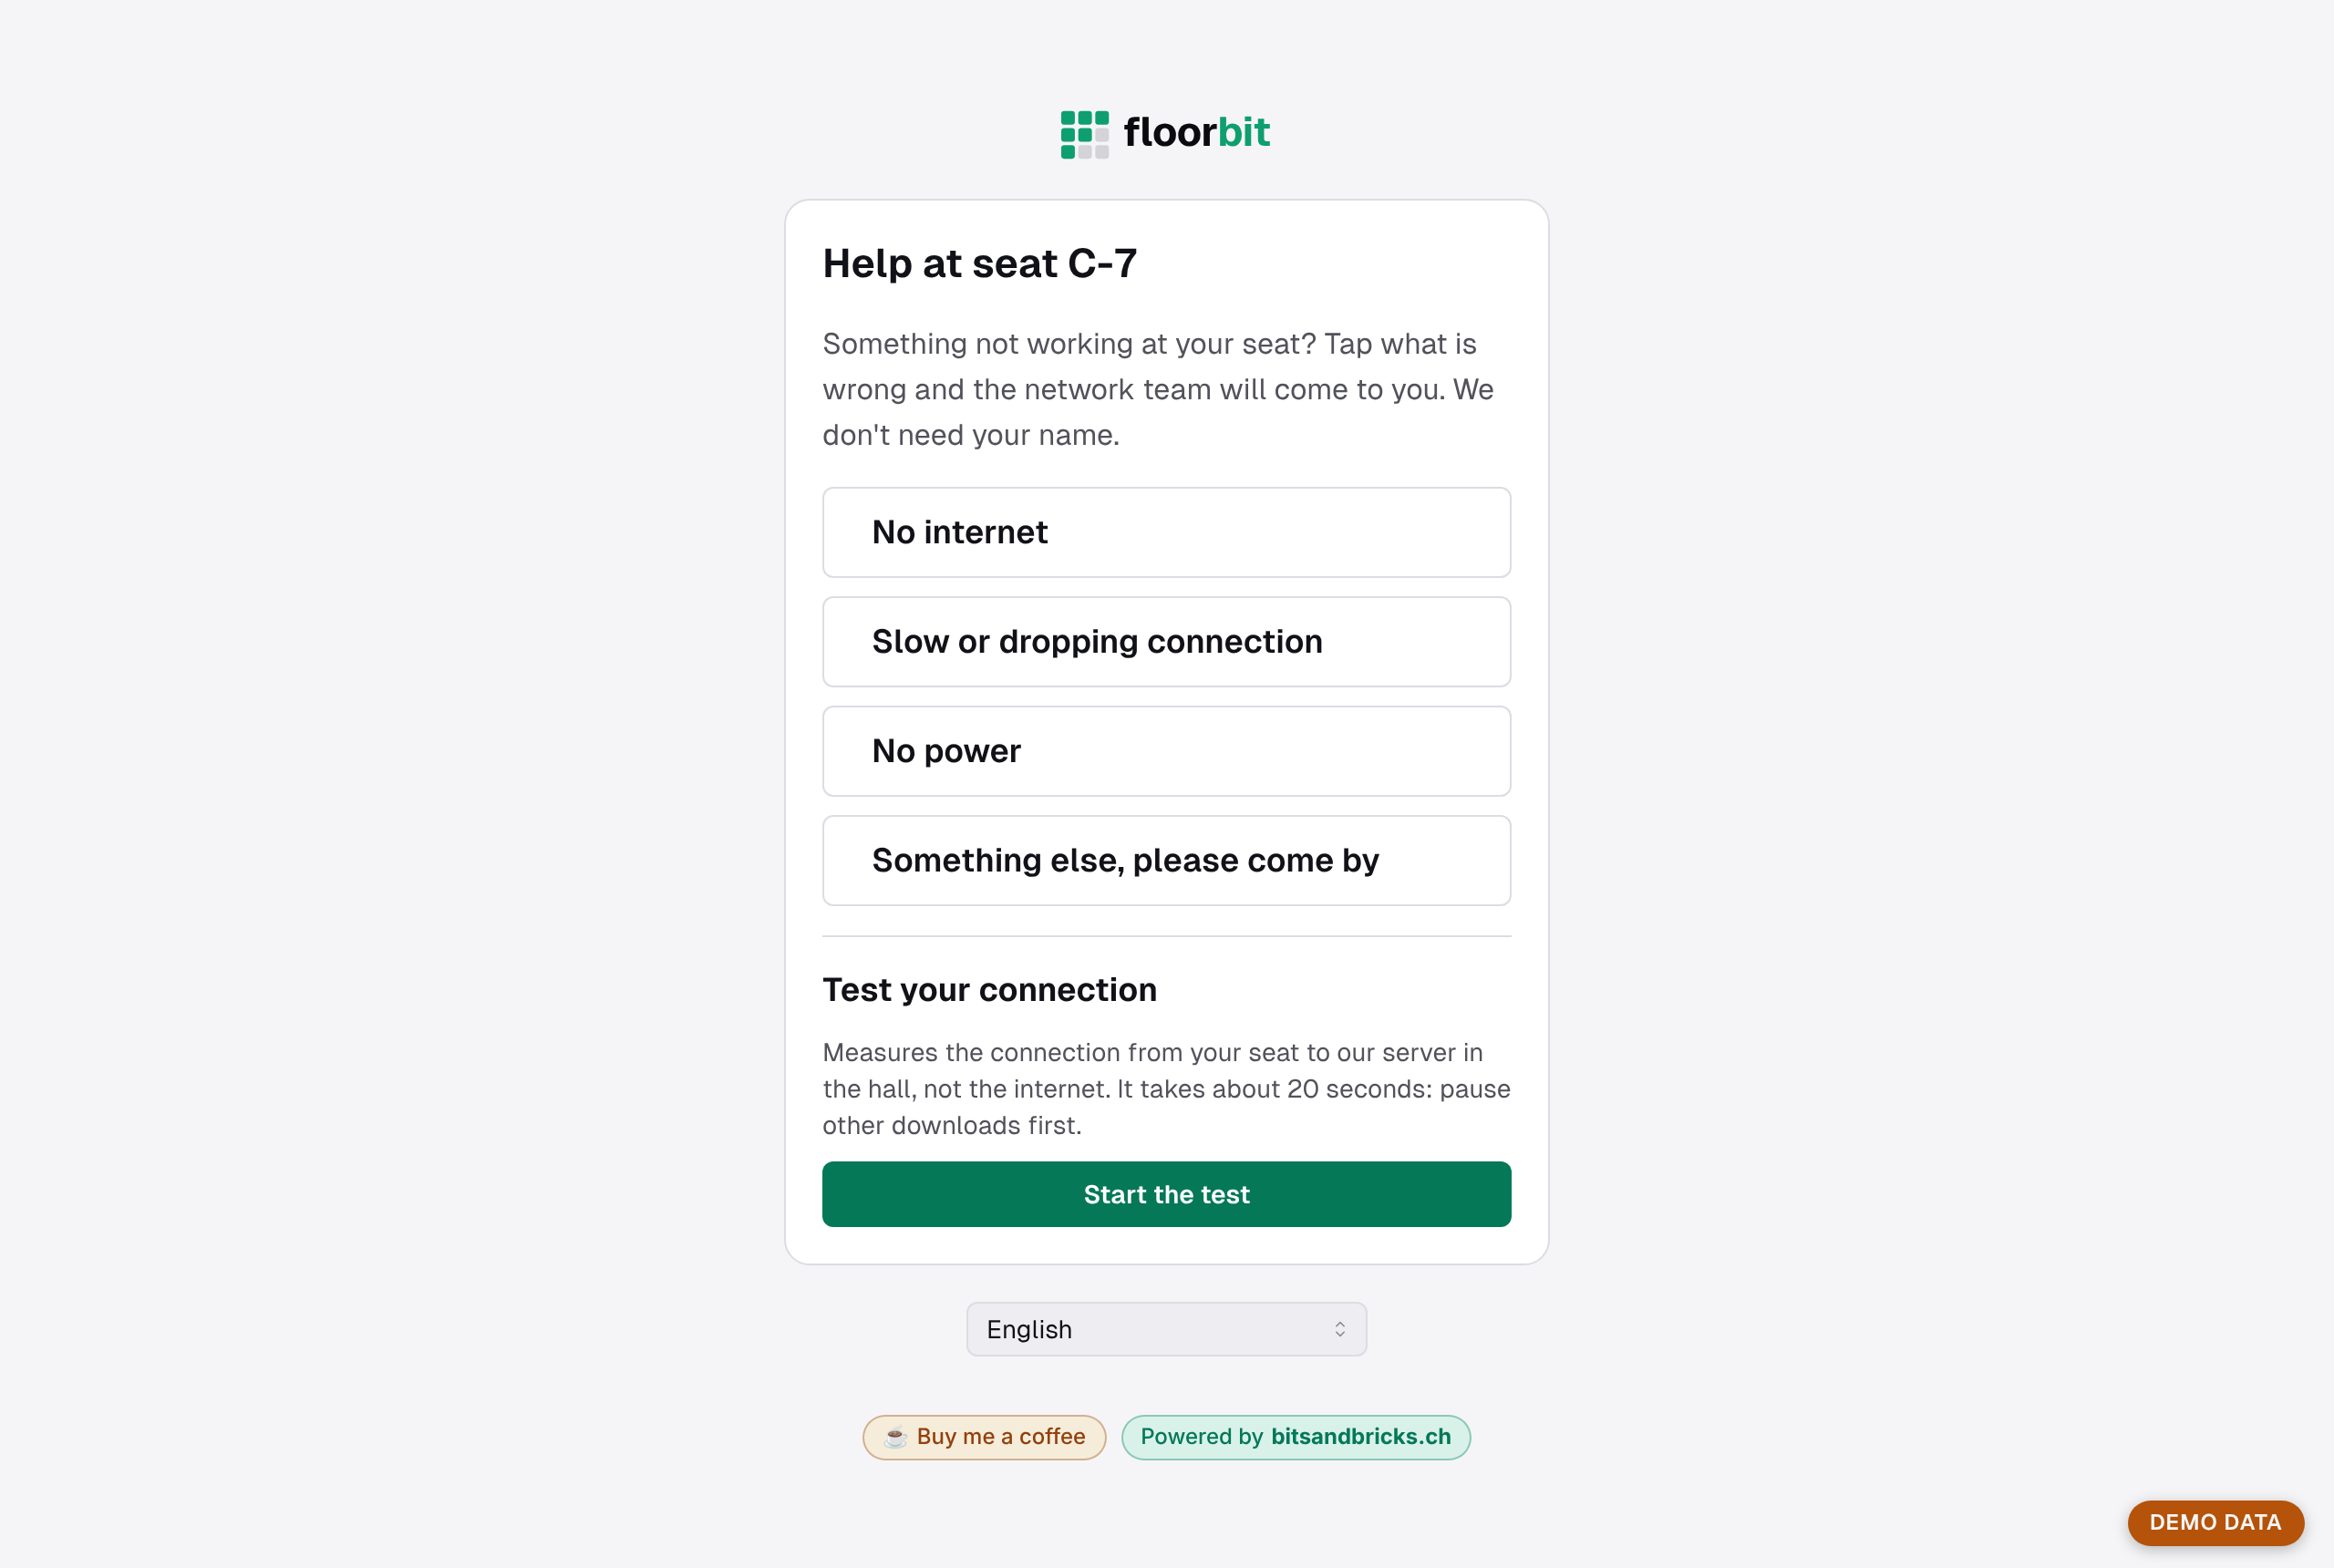 floorbit
Help at seat C-7
Something not working at your seat? Tap what is
wrong and the network team will come to you. We
don't need your name.
No internet
Slow or dropping connection
No power
Something else, please come by
Test your connection
Measures the connection from your seat to our server in
the hall, not the internet. It takes about 20 seconds: pause
other downloads first.
Start the test
English
☕ Buy me a coffee
Powered by bitsandbricks.ch
DEMO DATA